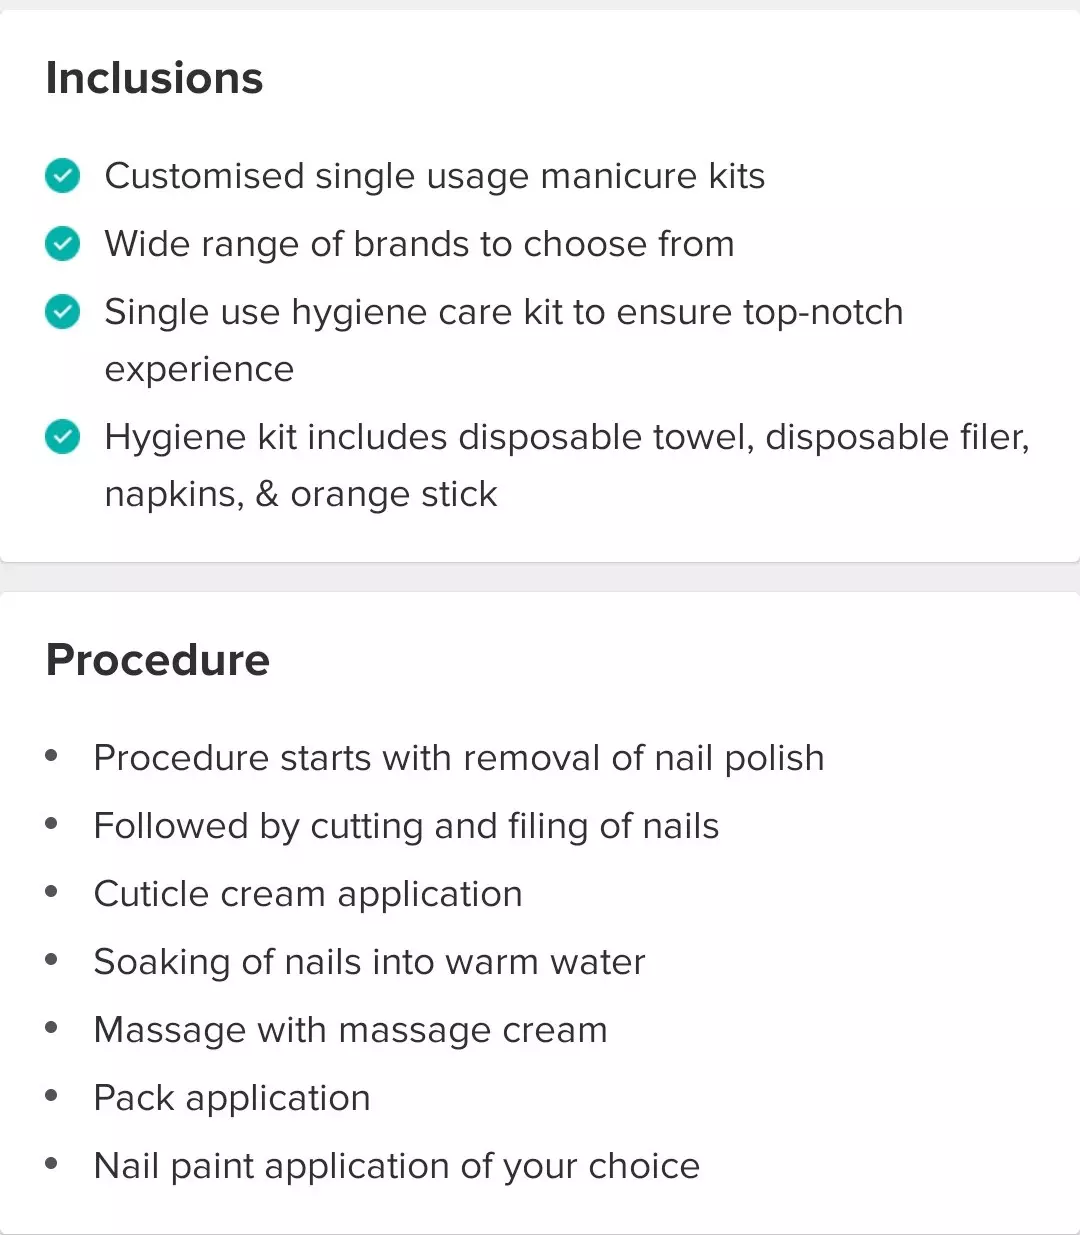 Inclusions
Customised single usage manicure kits
Wide range of brands to choose from
Single use hygiene care kit to ensure top-notch
experience
Hygiene kit includes disposable towel, disposable filer,
napkins, & orange stick
Procedure
• Procedure starts with removal of nail polish
• Followed by cutting and filing of nails
• Cuticle cream application
• Soaking of nails into warm water
• Massage with massage cream
• Pack application
• Nail paint application of your choice